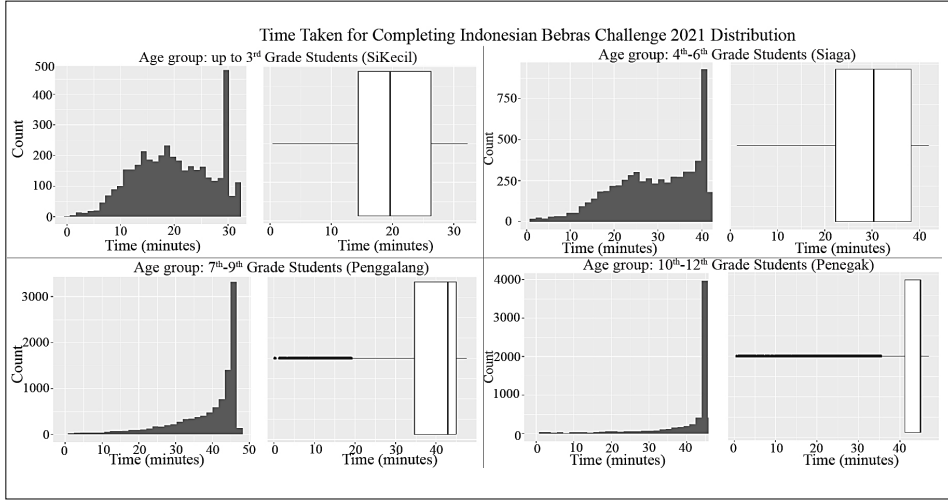 Time Taken for Completing Indonesian Bebras Challenge 2021 Distribution
Age group: up to 3rd Grade Students (SiKecil)
Count
500
400
300
200
100
0
0 10 20 30
Time (minutes)
0 10 20 30
Time (minutes)
Age group: 4th-6th Grade Students (Siaga)
Count
750
500
250
0
0 10 20 30 40
Time (minutes)
0 10 20 30 40
Time (minutes)
Age group: 7th-9th Grade Students (Penggalang)
Count
3000
2000
1000
0
0 10 20 30 40 50
Time (minutes)
0 10 20 30 40
Time (minutes)
Age group: 10th-12th Grade Students (Penegak)
Count
4000
3000
2000
1000
0
0 10 20 30 40
Time (minutes)
0 10 20 30 40
Time (minutes)